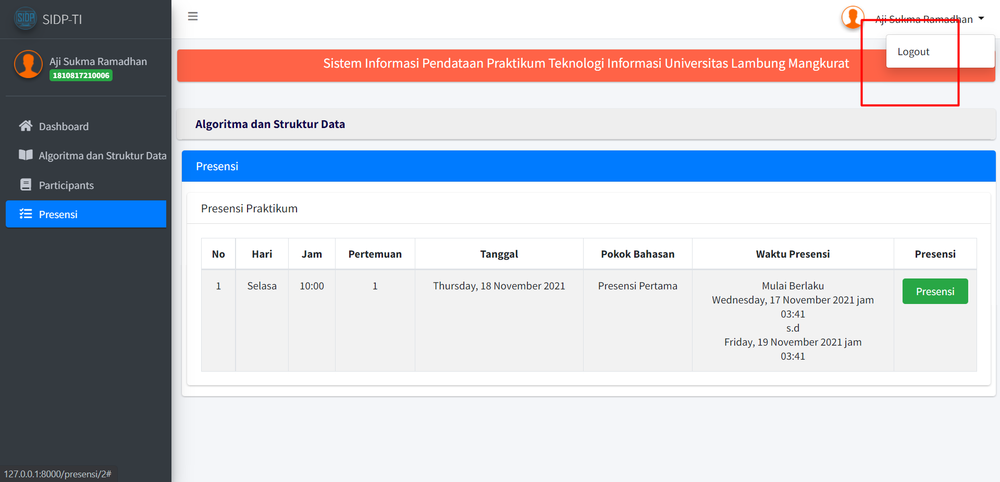 SIDP SIDP-TI
Aji Sukma Ramadhan
Logout
Aji Sukma Ramadhan
1810817210006
Dashboard
Algoritma dan Struktur Data
Participants
Presensi
Sistem Informasi Pendataan Praktikum Teknologi Informasi Universitas Lambung Mangkurat
Algoritma dan Struktur Data
Presensi
Presensi Praktikum
No Hari Jam Pertemuan Tanggal Pokok Bahasan Waktu Presensi Presensi
1 Selasa 10:00 1 Thursday, 18 November 2021 Presensi Pertama Mulai Berlaku Presensi
Wednesday, 17 November 2021 jam
03:41
s.d
Friday, 19 November 2021 jam
03:41
127.0.0.1:8000/presensi/2#